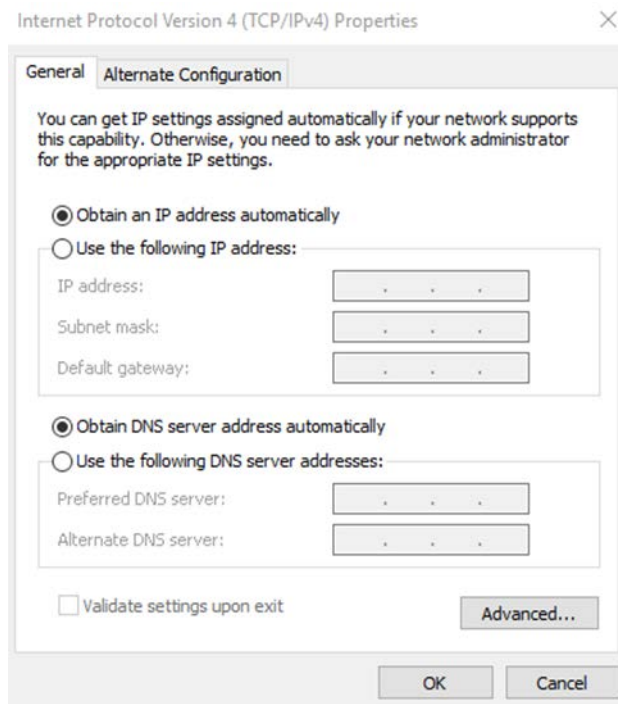 Internet Protocol Version 4 (TCP/IPv4) Properties
General
Alternate Configuration
You can get IP settings assigned automatically if your network supports
this capability. Otherwise, you need to ask your network administrator
for the appropriate IP settings.
Obtain an IP address automatically
Use the following IP address:
IP address:
Subnet mask:
Default gateway:
Obtain DNS server address automatically
Use the following DNS server addresses:
Preferred DNS server:
Alternate DNS server:
Validate settings upon exit
Advanced...
OK
Cancel